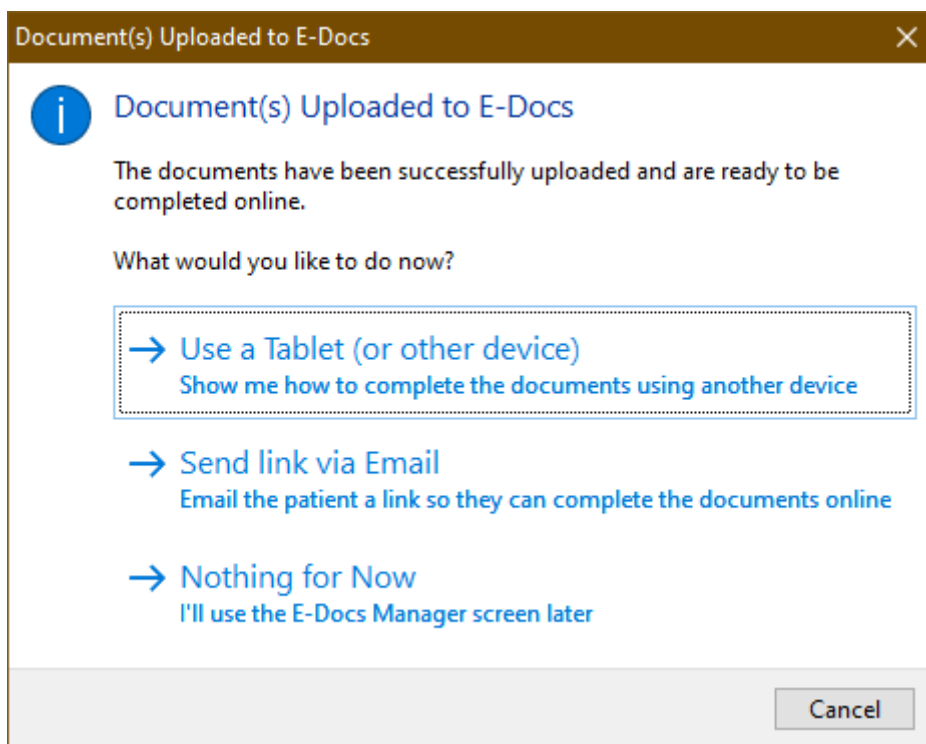 Document(s) Uploaded to E-Docs
Document(s) Uploaded to E-Docs
The documents have been successfully uploaded and are ready to be
completed online.
What would you like to do now?
Use a Tablet (or other device)
Show me how to complete the documents using another device
Send link via Email
Email the patient a link so they can complete the documents online
Nothing for Now
I'll use the E-Docs Manager screen later
Cancel